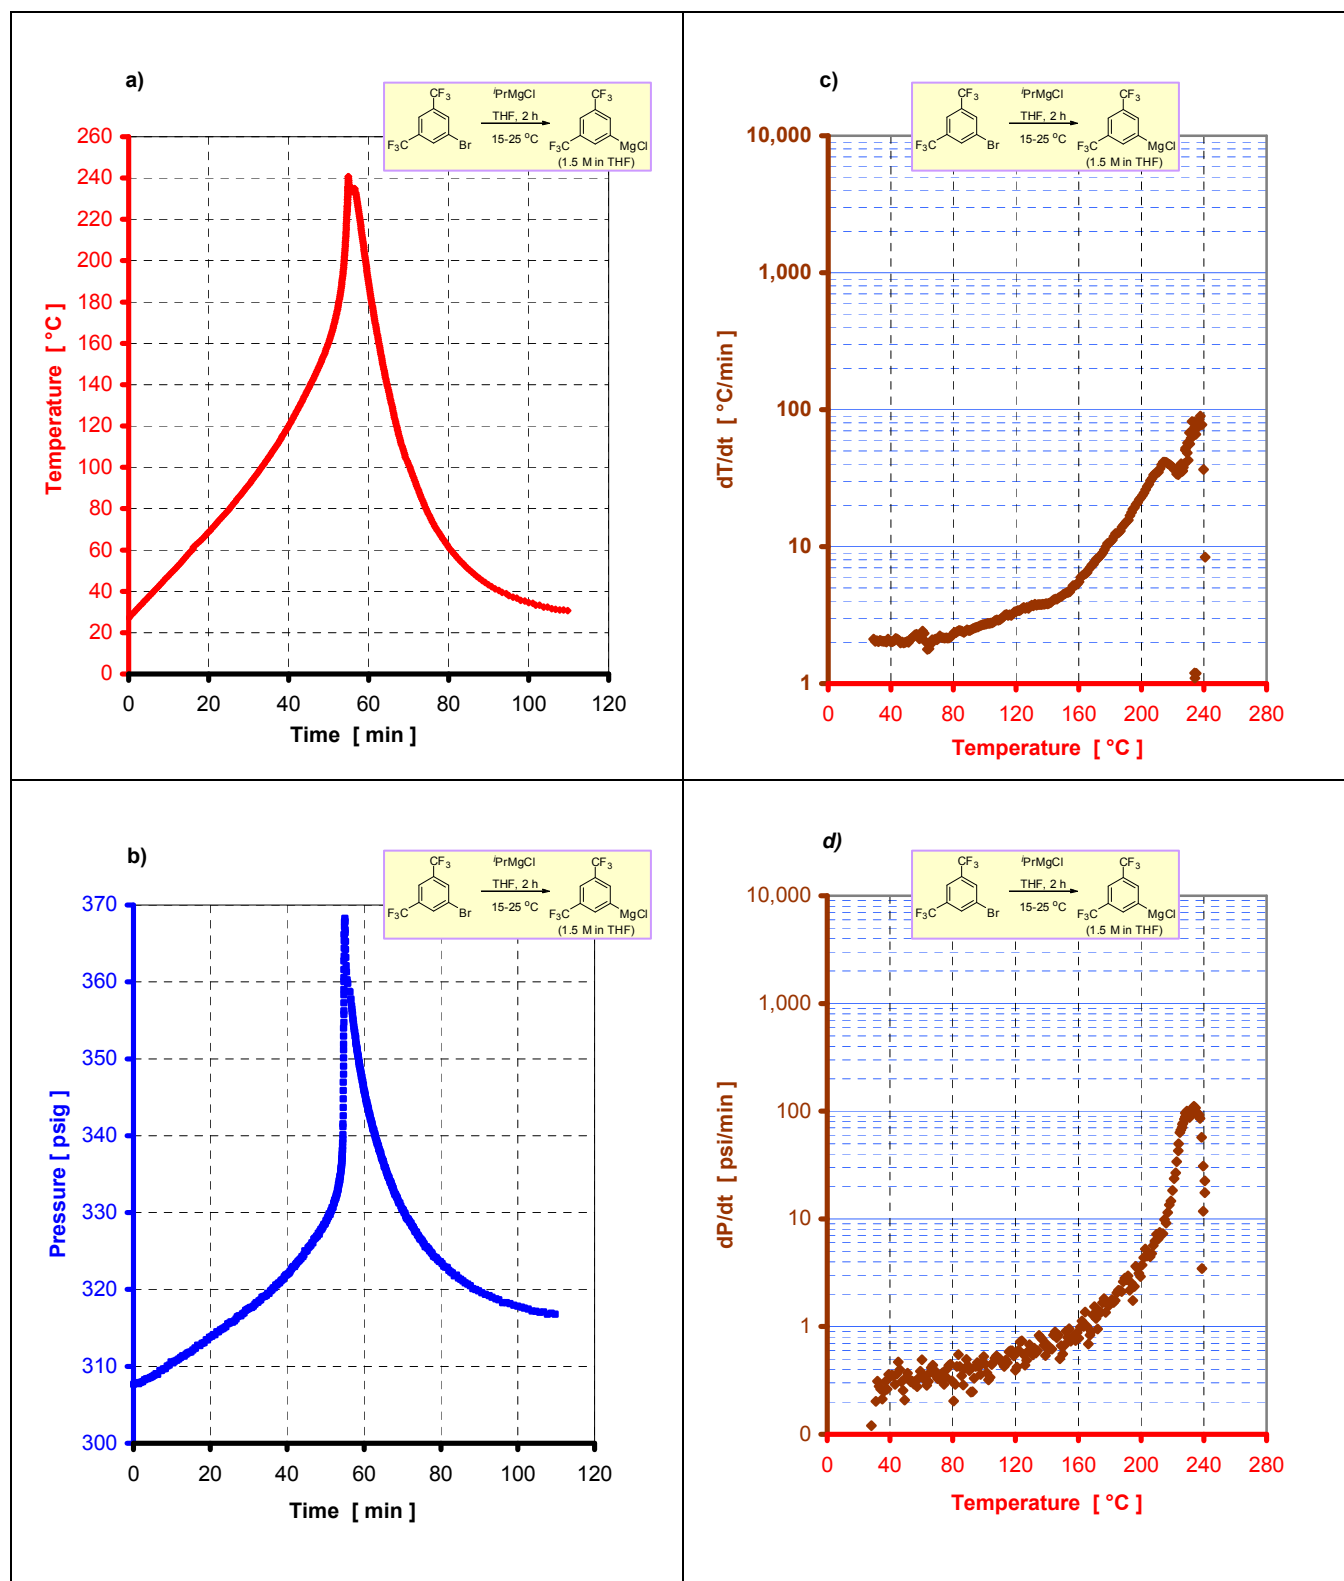 a)
CF3
F3C
Br
iPrMgCl
THF, 2 h
15-25 oC
CF3
F3C
MgCl
(1.5 M in THF)
260
240
220
200
180
160
140
120
100
80
60
40
20
0
Temperature [ °C ]
0 20 40 60 80 100 120
Time [ min ]
c)
CF3
F3C
Br
iPrMgCl
THF, 2 h
15-25 oC
CF3
F3C
MgCl
(1.5 M in THF)
10,000
1,000
100
10
1
dT/dt [ °C/min ]
0 40 80 120 160 200 240 280
Temperature [ °C ]
b)
CF3
F3C
Br
iPrMgCl
THF, 2 h
15-25 oC
CF3
F3C
MgCl
(1.5 M in THF)
370
360
350
340
330
320
310
300
Pressure [ psig ]
0 20 40 60 80 100 120
Time [ min ]
d)
CF3
F3C
Br
iPrMgCl
THF, 2 h
15-25 oC
CF3
F3C
MgCl
(1.5 M in THF)
10,000
1,000
100
10
1
0
dP/dt [ psi/min ]
0 40 80 120 160 200 240 280
Temperature [ °C ]